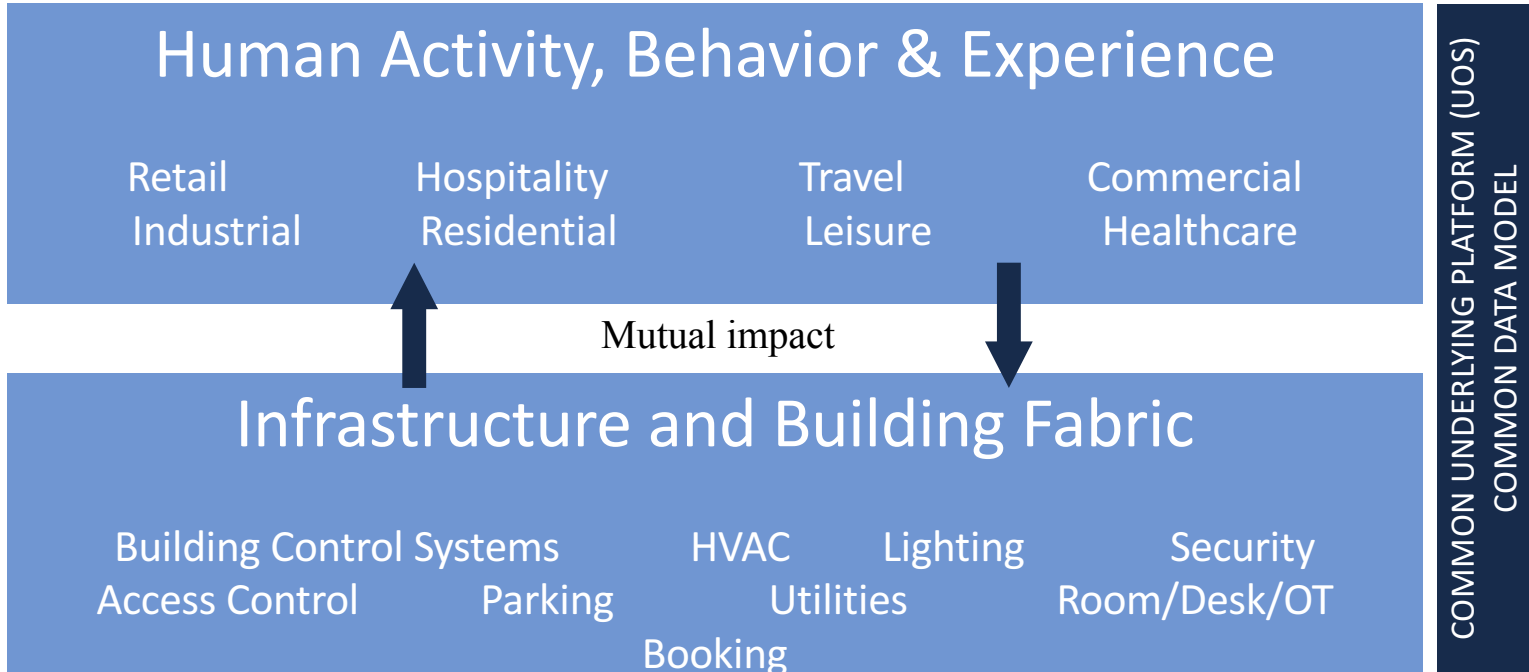 Human Activity, Behavior & Experience
Retail Hospitality Travel Commercial
Industrial Residential Leisure Healthcare
Mutual impact
Infrastructure and Building Fabric
Building Control Systems HVAC Lighting Security
Access Control Parking Utilities Room/Desk/OT
Booking
COMMON UNDERLYING PLATFORM (UOS)
COMMON DATA MODEL